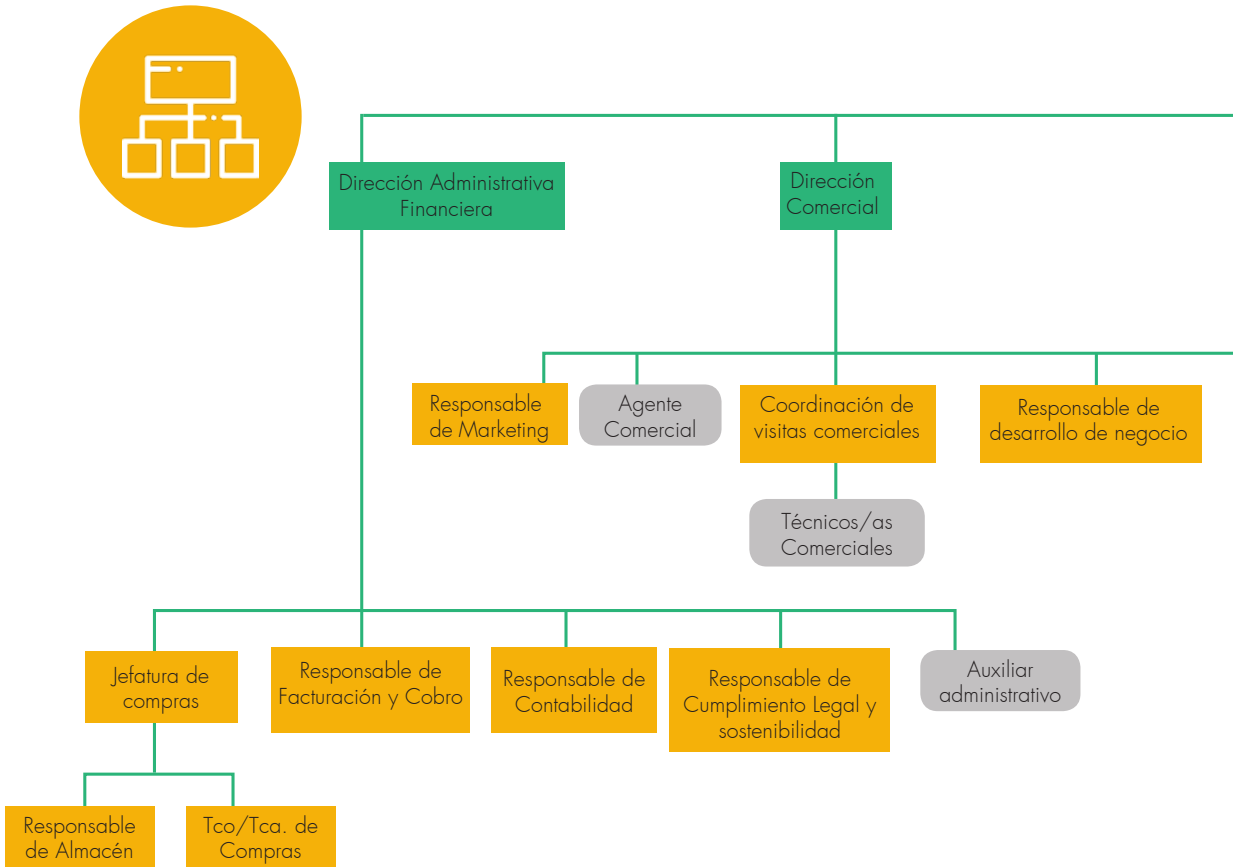 Dirección Administrativa
Financiera
Dirección
Comercial
Responsable
de Marketing
Agente
Comercial
Coordinación de
visitas comerciales
Responsable de
desarrollo de negocio
Técnicos/as
Comerciales
Jefatura de
compras
Responsable de
Facturación y Cobro
Responsable de
Contabilidad
Responsable de
Cumplimiento Legal y
sostenibilidad
Auxiliar
administrativo
Responsable
de Almacén
Tco/Tca. de
Compras